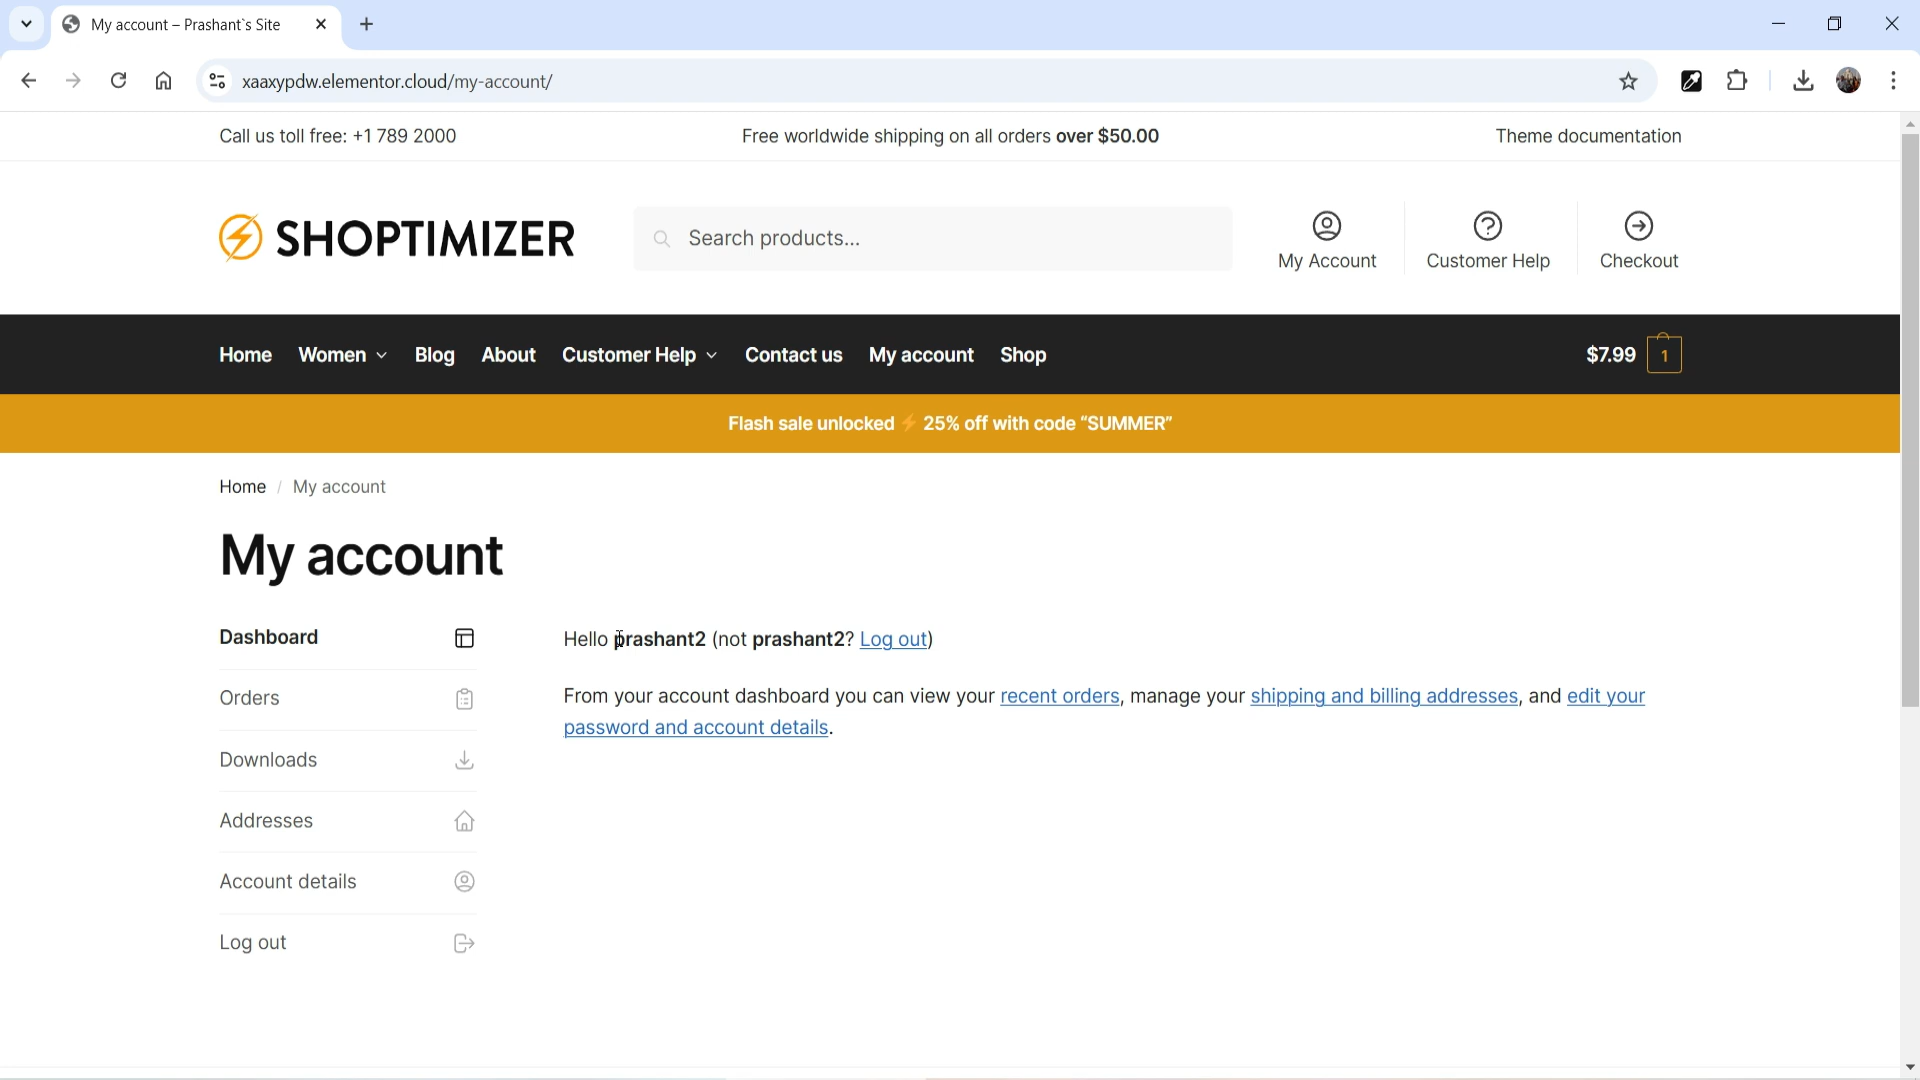 My account – Prashant`s Site
xaaxypdw.elementor.cloud/my-account/
Call us toll free: +1 789 2000
Free worldwide shipping on all orders over $50.00
Theme documentation
SHOPTIMIZER
Search products...
My Account
Customer Help
Checkout
Home Women Blog About Customer Help Contact us My account Shop
$7.99 1
Flash sale unlocked ⚡ 25% off with code “SUMMER”
Home / My account
My account
Dashboard
Orders
Downloads
Addresses
Account details
Log out
Hello prashant2 (not prashant2? Log out)
From your account dashboard you can view your recent orders, manage your shipping and billing addresses, and edit your
password and account details.